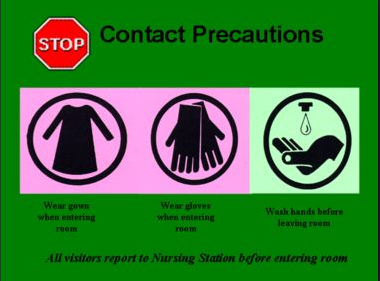 STOP
Contact Precautions
Wear gown
when entering
room
Wear gloves
when entering
room
Wash hands before
leaving room
All visitors report to Nursing Station before entering room